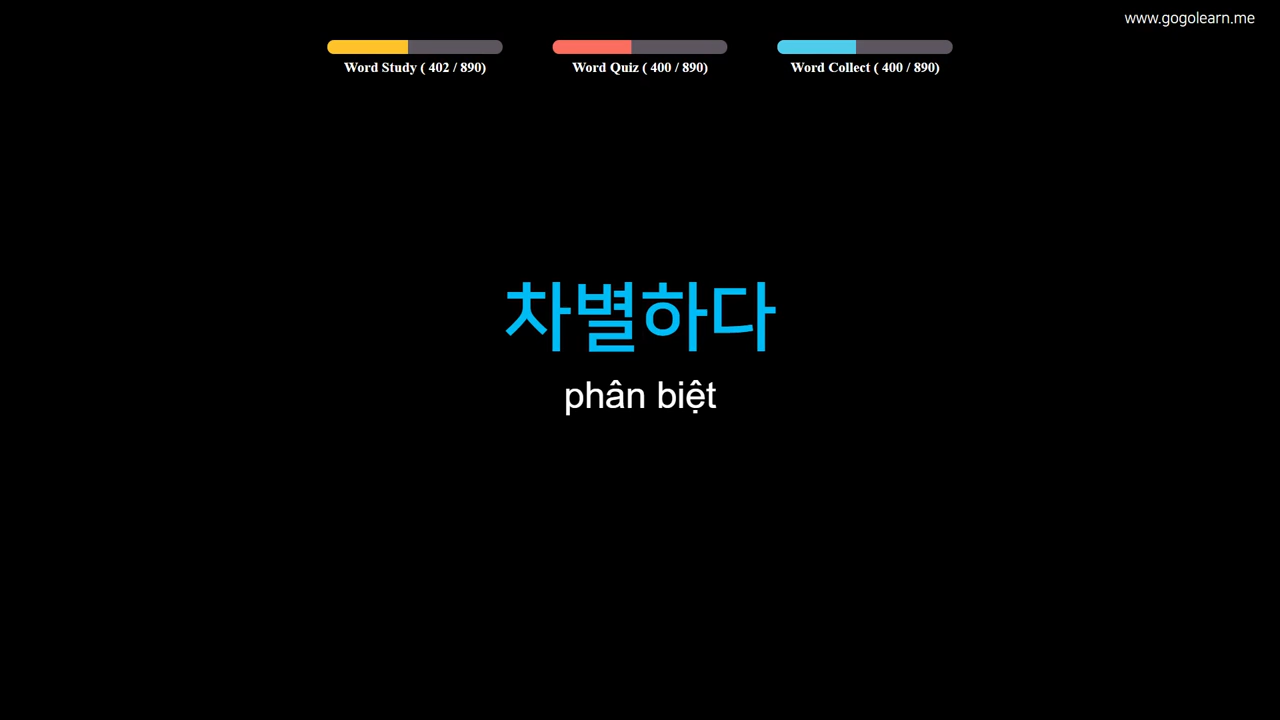 www.gogolearn.me
Word Study ( 402 / 890)
Word Quiz ( 400 / 890)
Word Collect ( 400 / 890)
차별하다
phân biệt